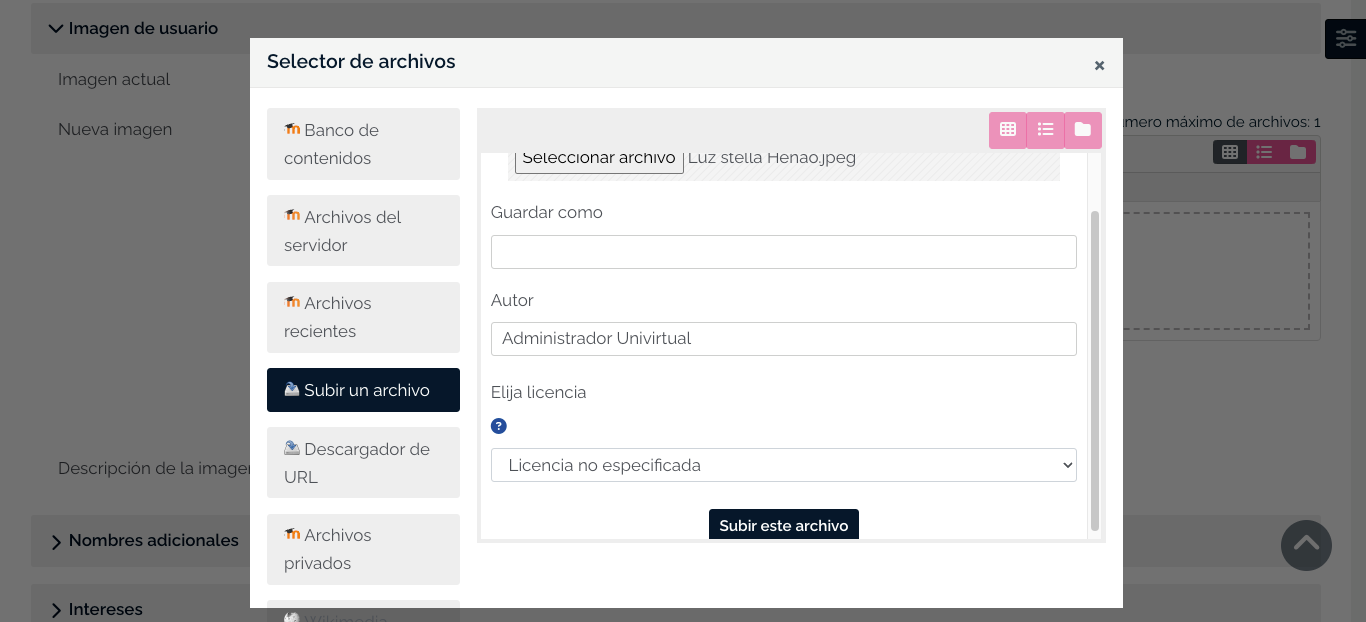 Imagen de usuario
Selector de archivos
×
Imagen actual
Nueva imagen
mero máximo de archivos: 1
Banco de
contenidos
Archivos del
servidor
Archivos
recientes
Subir un archivo
Descargador de
URL
Archivos
privados
Wikimedia
Seleccionar archivo Luz stella Henao.jpeg
Guardar como
Autor
Administrador Univirtual
Elija licencia
?
Licencia no especificada
Subir este archivo
Descripción de la imagen
Nombres adicionales
Intereses